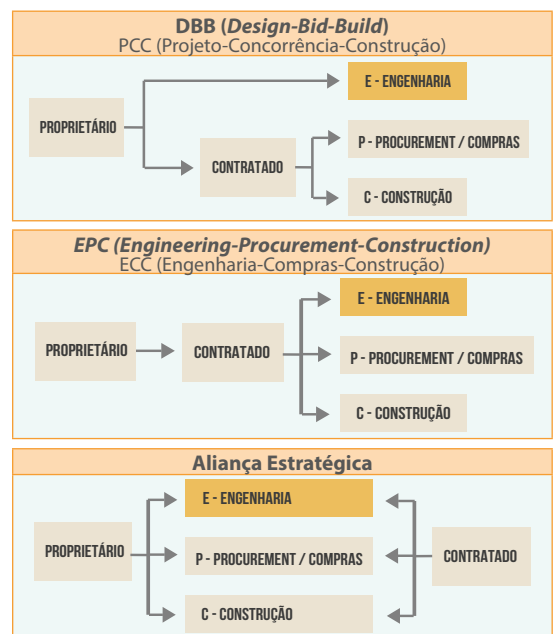 DBB (Design-Bid-Build)
PCC (Projeto-Concorrência-Construção)
E - ENGENHARIA
PROPRIETÁRIO
P - PROCUREMENT / COMPRAS
CONTRATADO
C - CONSTRUÇÃO
EPC (Engineering-Procurement-Construction)
ECC (Engenharia-Compras-Construção)
E - ENGENHARIA
PROPRIETÁRIO
CONTRATADO
P - PROCUREMENT / COMPRAS
C - CONSTRUÇÃO
Aliança Estratégica
E - ENGENHARIA
PROPRIETÁRIO
P - PROCUREMENT / COMPRAS
CONTRATADO
C - CONSTRUÇÃO